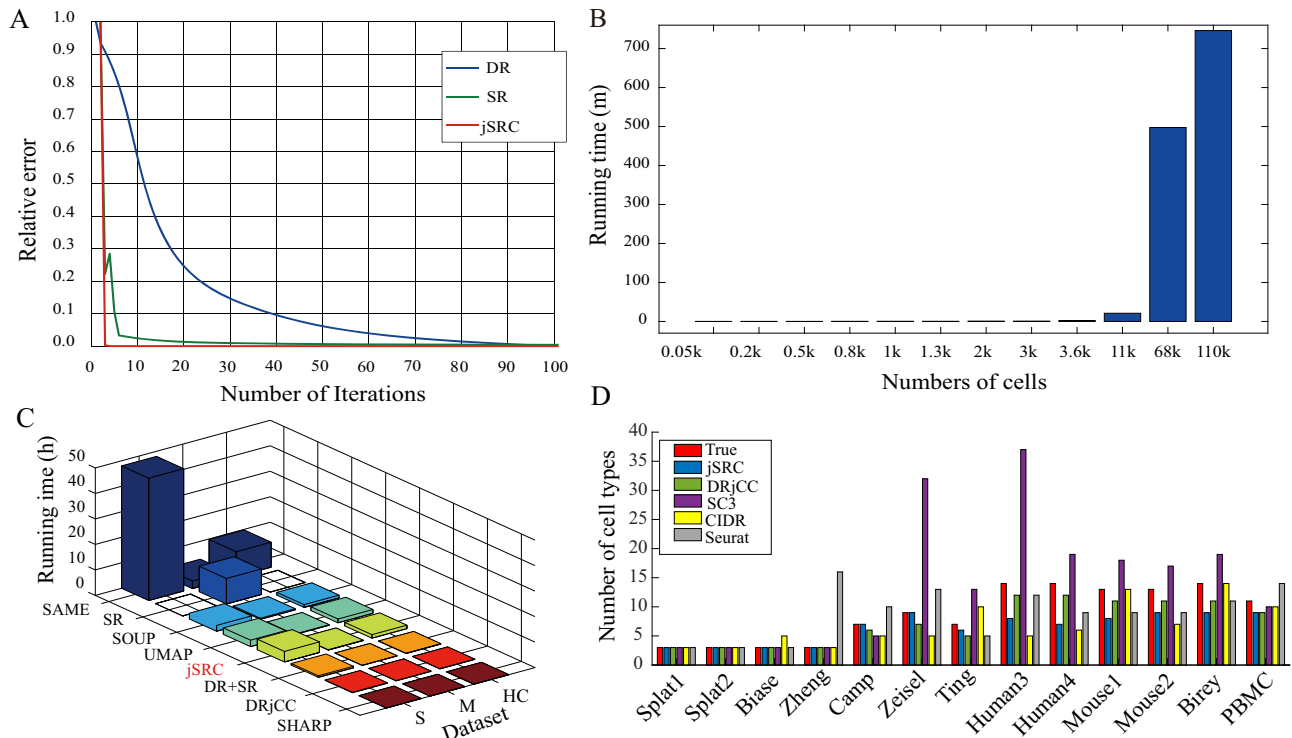 A
1.0
0.9
0.8
0.7
0.6
0.5
0.4
0.3
0.2
0.1
0.0
Relative error
0 10 20 30 40 50 60 70 80 90 100
Number of Iterations
DR
SR
jSRC
B
700
600
500
400
300
200
100
0
Running time (m)
0.05k 0.2k 0.5k 0.8k 1k 1.3k 2k 3k 3.6k 11k 68k 110k
Numbers of cells
C
50
40
30
20
10
0
Running ime (h)
SAME
SR
SOUP
UMAP
jSRC
DR+SR
DRjCC
SHARP
S
M
HC
Dataset
D
40
35
30
25
20
15
10
5
0
Number of cell types
True
jSRC
DRjCC
SC3
CIDR
Seurat
Splat1 Splat2 Biase Zheng Camp Zeisel Ting Human3 Human4 Mouse1 Mouse2 Birey PBMC